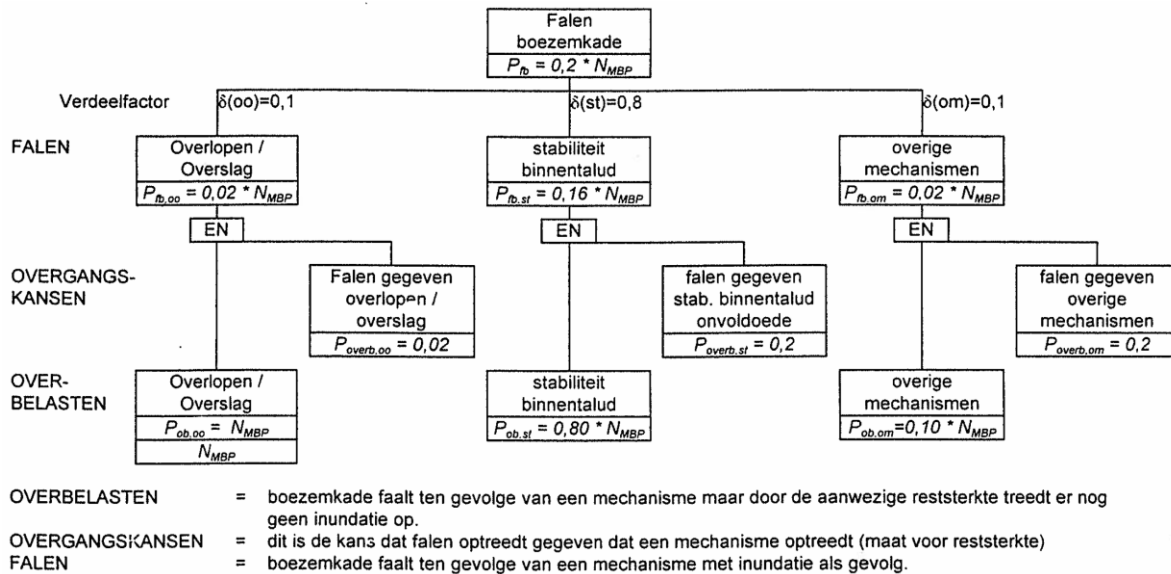 Falen
boezemkade
P_fb = 0,2 * N_MBP
Verdeelfactor
δ(oo)=0,1
δ(st)=0,8
δ(om)=0,1
FALEN
Overlopen /
Overslag
P_fb,oo = 0,02 * N_MBP
stabiliteit
binnentalud
P_fb,st = 0,16 * N_MBP
overige
mechanismen
P_fb,om = 0,02 * N_MBP
EN
EN
EN
OVERGANGS-
KANSEN
Falen gegeven
overlopen /
overslag
P_overb,oo = 0,02
falen gegeven
stab. binnentalud
onvoldoede
P_overb,st = 0,2
falen gegeven
overige
mechanismen
P_overb,om = 0,2
OVER-
BELASTEN
Overlopen /
Overslag
P_ob,oo = N_MBP
N_MBP
stabiliteit
binnentalud
P_ob,st = 0,80 * N_MBP
overige
mechanismen
P_ob,om=0,10 * N_MBP
OVERBELASTEN = boezemkade faalt ten gevolge van een mechanisme maar door de aanwezige reststerkte treedt er nog
geen inundatie op.
OVERGANGSKANSEN = dit is de kans dat falen optreedt gegeven dat een mechanisme optreedt (maat voor reststerkte)
FALEN = boezemkade faalt ten gevolge van een mechanisme met inundatie als gevolg.